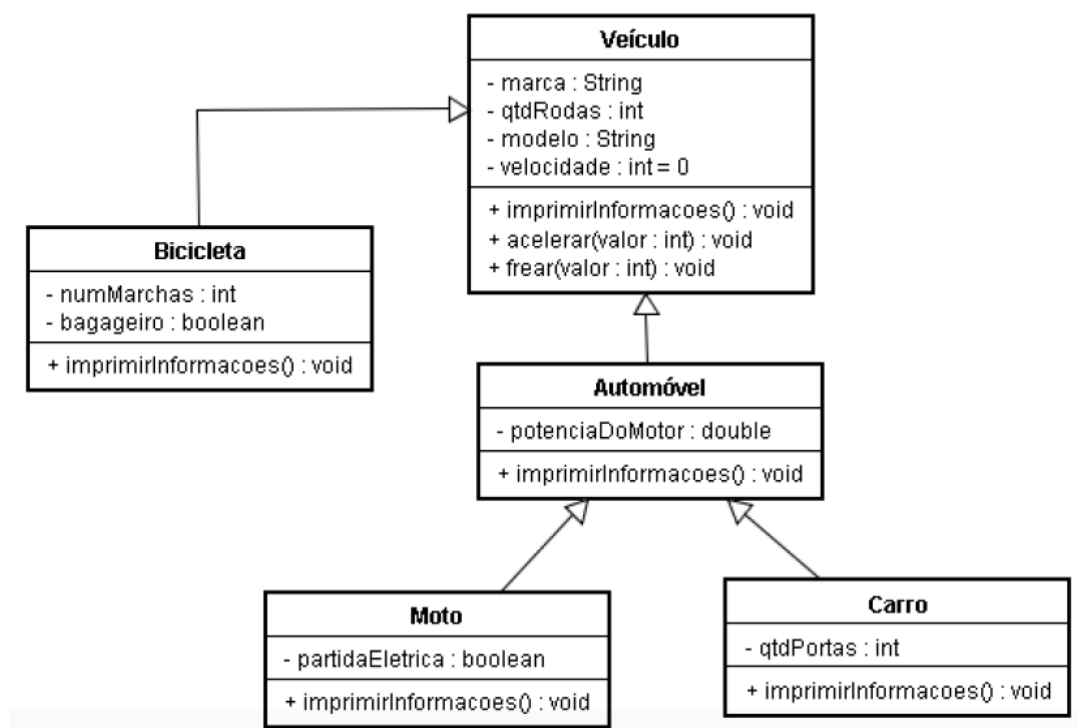 Veículo
- marca : String
- qtdRodas : int
- modelo : String
- velocidade : int = 0
+ imprimirInformacoes() : void
+ acelerar(valor : int) : void
+ frear(valor : int) : void
Bicicleta
- numMarchas : int
- bagageiro : boolean
+ imprimirInformacoes() : void
Automóvel
- potenciaDoMotor : double
+ imprimirInformacoes() : void
Moto
- partidaEletrica : boolean
+ imprimirInformacoes() : void
Carro
- qtdPortas : int
+ imprimirInformacoes() : void